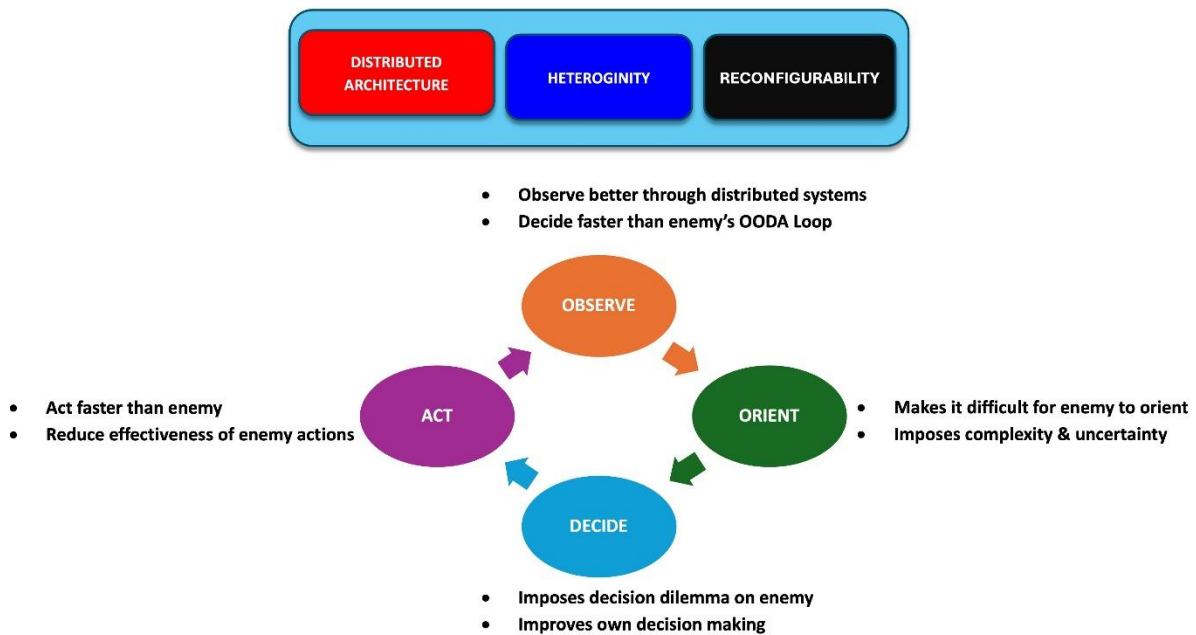 DISTRIBUTED
ARCHITECTURE
HETEROGINITY
RECONFIGURABILITY
• Observe better through distributed systems
• Decide faster than enemy's OODA Loop
OBSERVE
ACT
ORIENT
• Act faster than enemy
• Reduce effectiveness of enemy actions
• Makes it difficult for enemy to orient
• Imposes complexity & uncertainty
DECIDE
• Imposes decision dilemma on enemy
• Improves own decision making